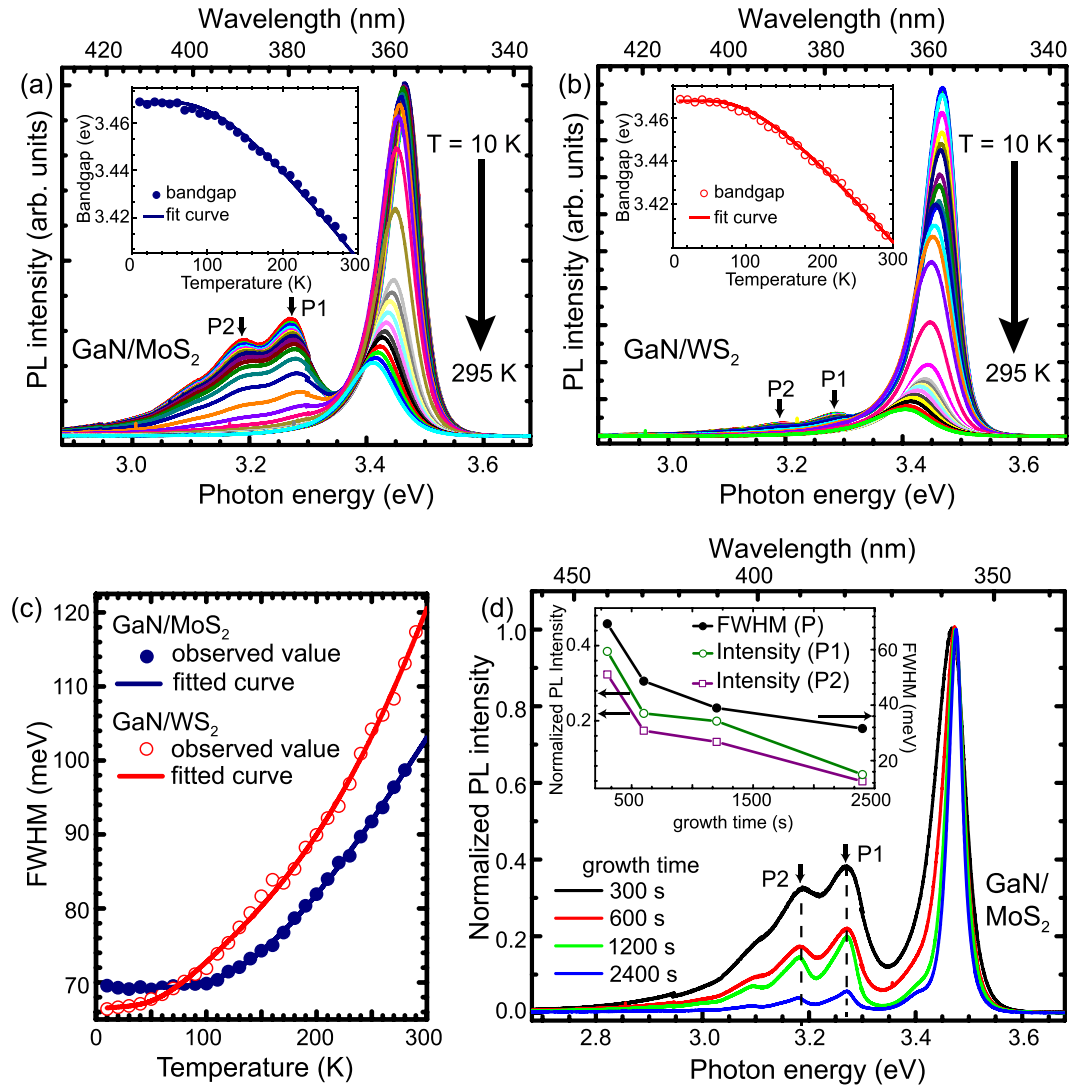 Wavelength (nm)
420 400 380 360 340
(a)
PL intensity (arb. units)
Bandgap (ev)
3.46
3.44
3.42
bandgap
fit curve
0 100 200 300
Temperature (K)
T = 10 K
295 K
P2
P1
GaN/MoS2
3.0 3.2 3.4 3.6
Photon energy (eV)
Wavelength (nm)
420 400 380 360 340
(b)
PL intensity (arb. units)
Bandgap (ev)
3.46
3.44
3.42
bandgap
fit curve
0 100 200 300
Temperature (K)
T = 10 K
295 K
GaN/WS2
P2
P1
3.0 3.2 3.4 3.6
Photon energy (eV)
(c)
FWHM (meV)
120
110
100
90
80
70
GaN/MoS2
observed value
fitted curve
GaN/WS2
observed value
fitted curve
0 100 200 300
Temperature (K)
Wavelength (nm)
450 400 350
(d)
Normalized PL intensity
1.0
0.8
0.6
0.4
0.2
0.0
Normalized PL Intensity
0.4
0.2
FWHM (P)
Intensity (P1)
Intensity (P2)
60
40
20
FWHM (meV)
500 1500 2500
growth time (s)
growth time
300 s
600 s
1200 s
2400 s
P2
P1
GaN/
MoS2
2.8 3.0 3.2 3.4 3.6
Photon energy (eV)